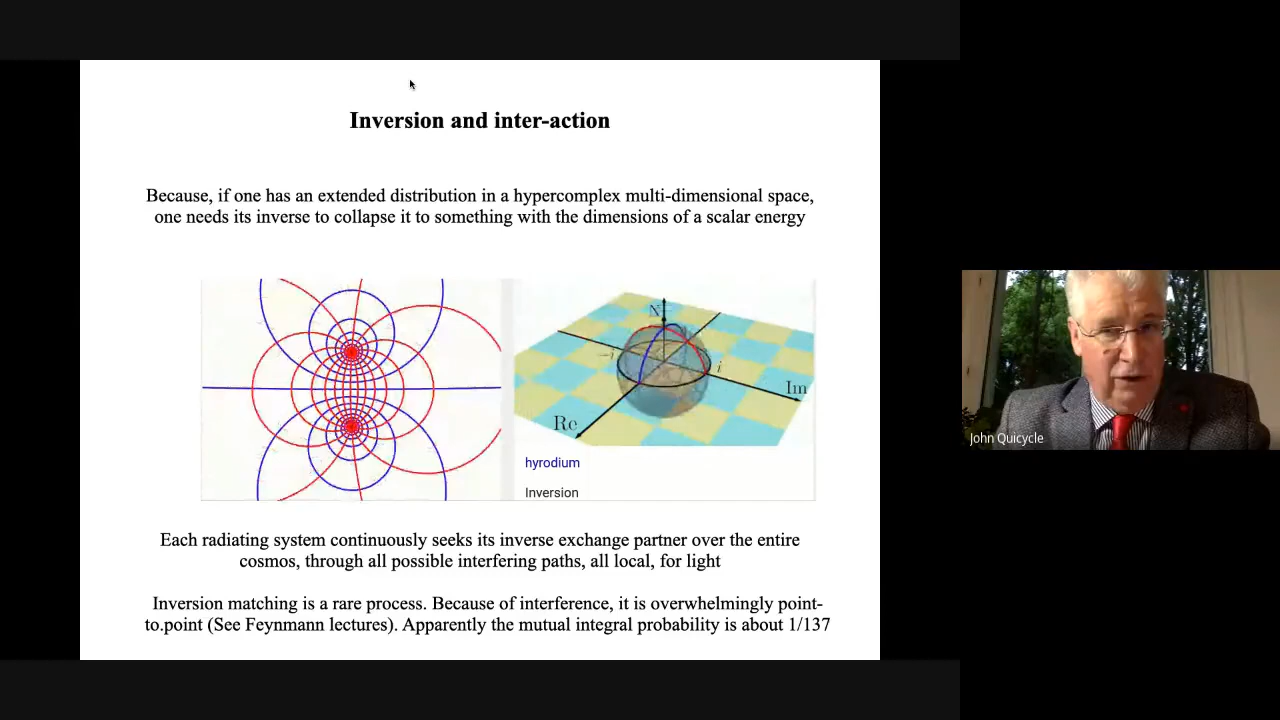 Inversion and inter-action
Because, if one has an extended distribution in a hypercomplex multi-dimensional space,
one needs its inverse to collapse it to something with the dimensions of a scalar energy
N
−i
i
Im
Re
hyrodium
Inversion
Each radiating system continuously seeks its inverse exchange partner over the entire
cosmos, through all possible interfering paths, all local, for light
Inversion matching is a rare process. Because of interference, it is overwhelmingly point-
to.point (See Feynmann lectures). Apparently the mutual integral probability is about 1/137
John Quicycle